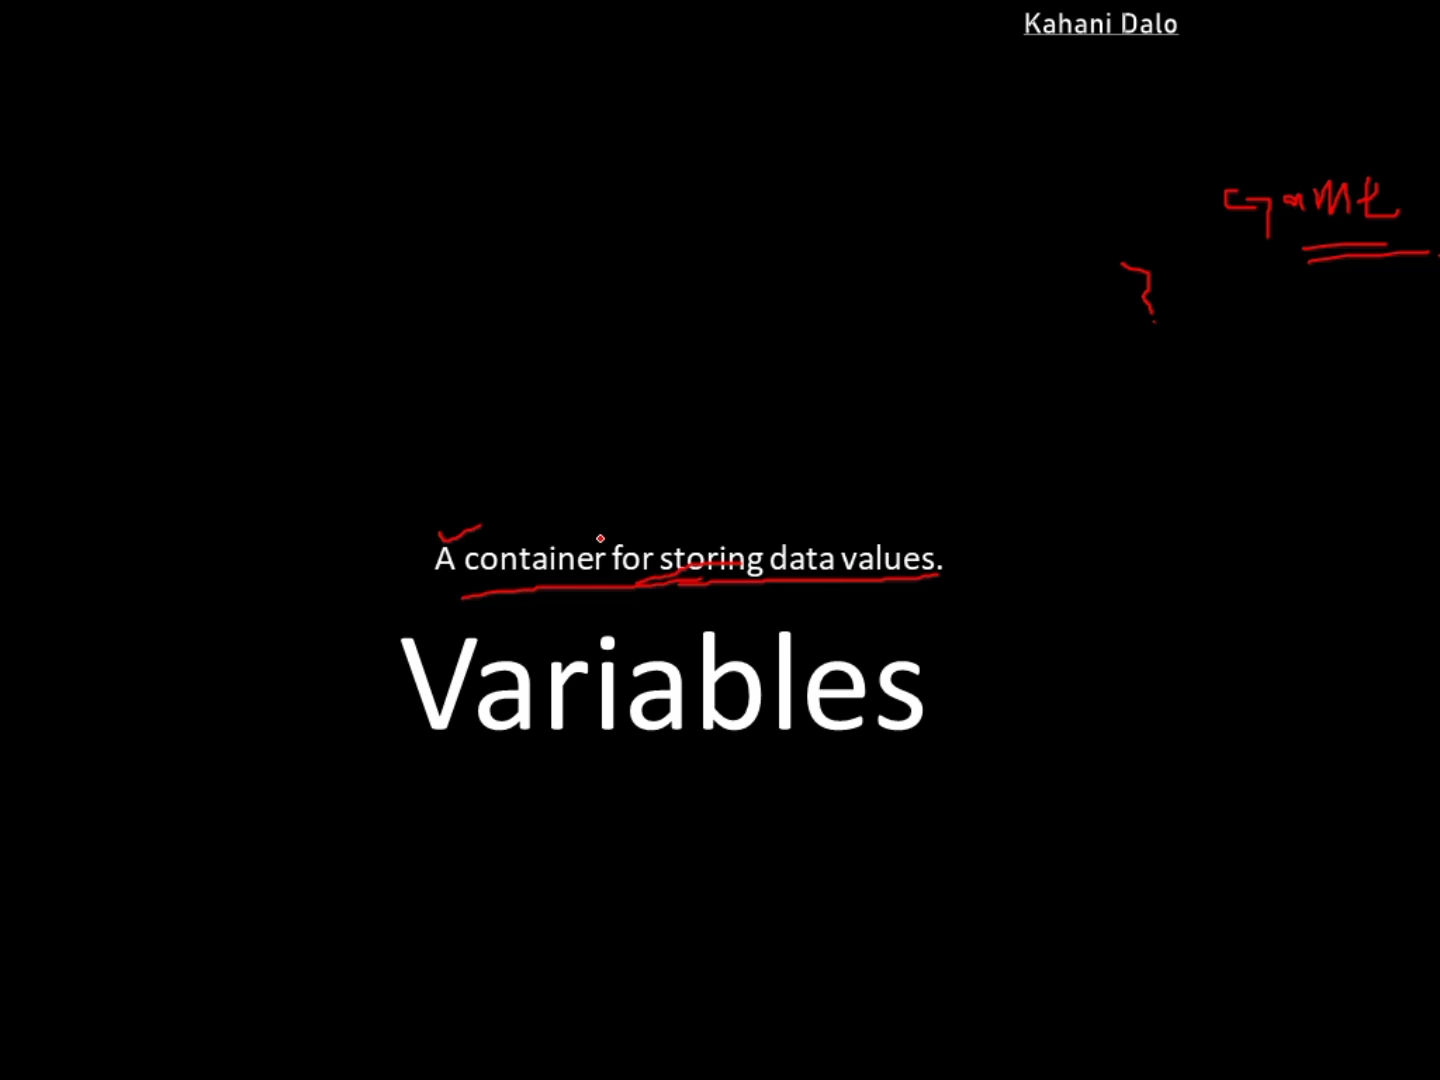 Kahani Dalo
Game
A container for storing data values.
Variables